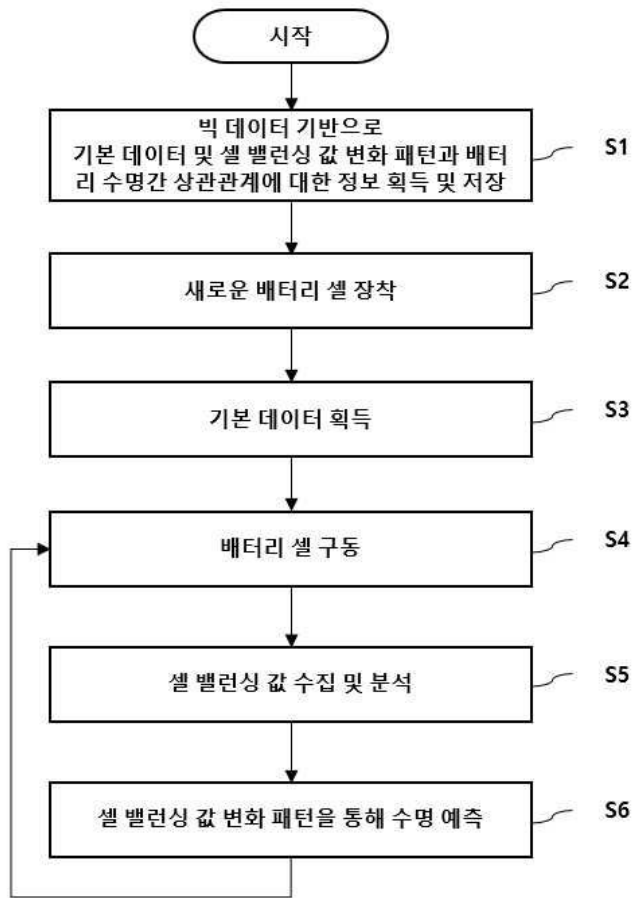 시작
빅 데이터 기반으로
기본 데이터 및 셀 밸런싱 값 변화 패턴과 배터
리 수명간 상관관계에 대한 정보 획득 및 저장
S1
새로운 배터리 셀 장착
S2
기본 데이터 획득
S3
배터리 셀 구동
S4
셀 밸런싱 값 수집 및 분석
S5
셀 밸런싱 값 변화 패턴을 통해 수명 예측
S6